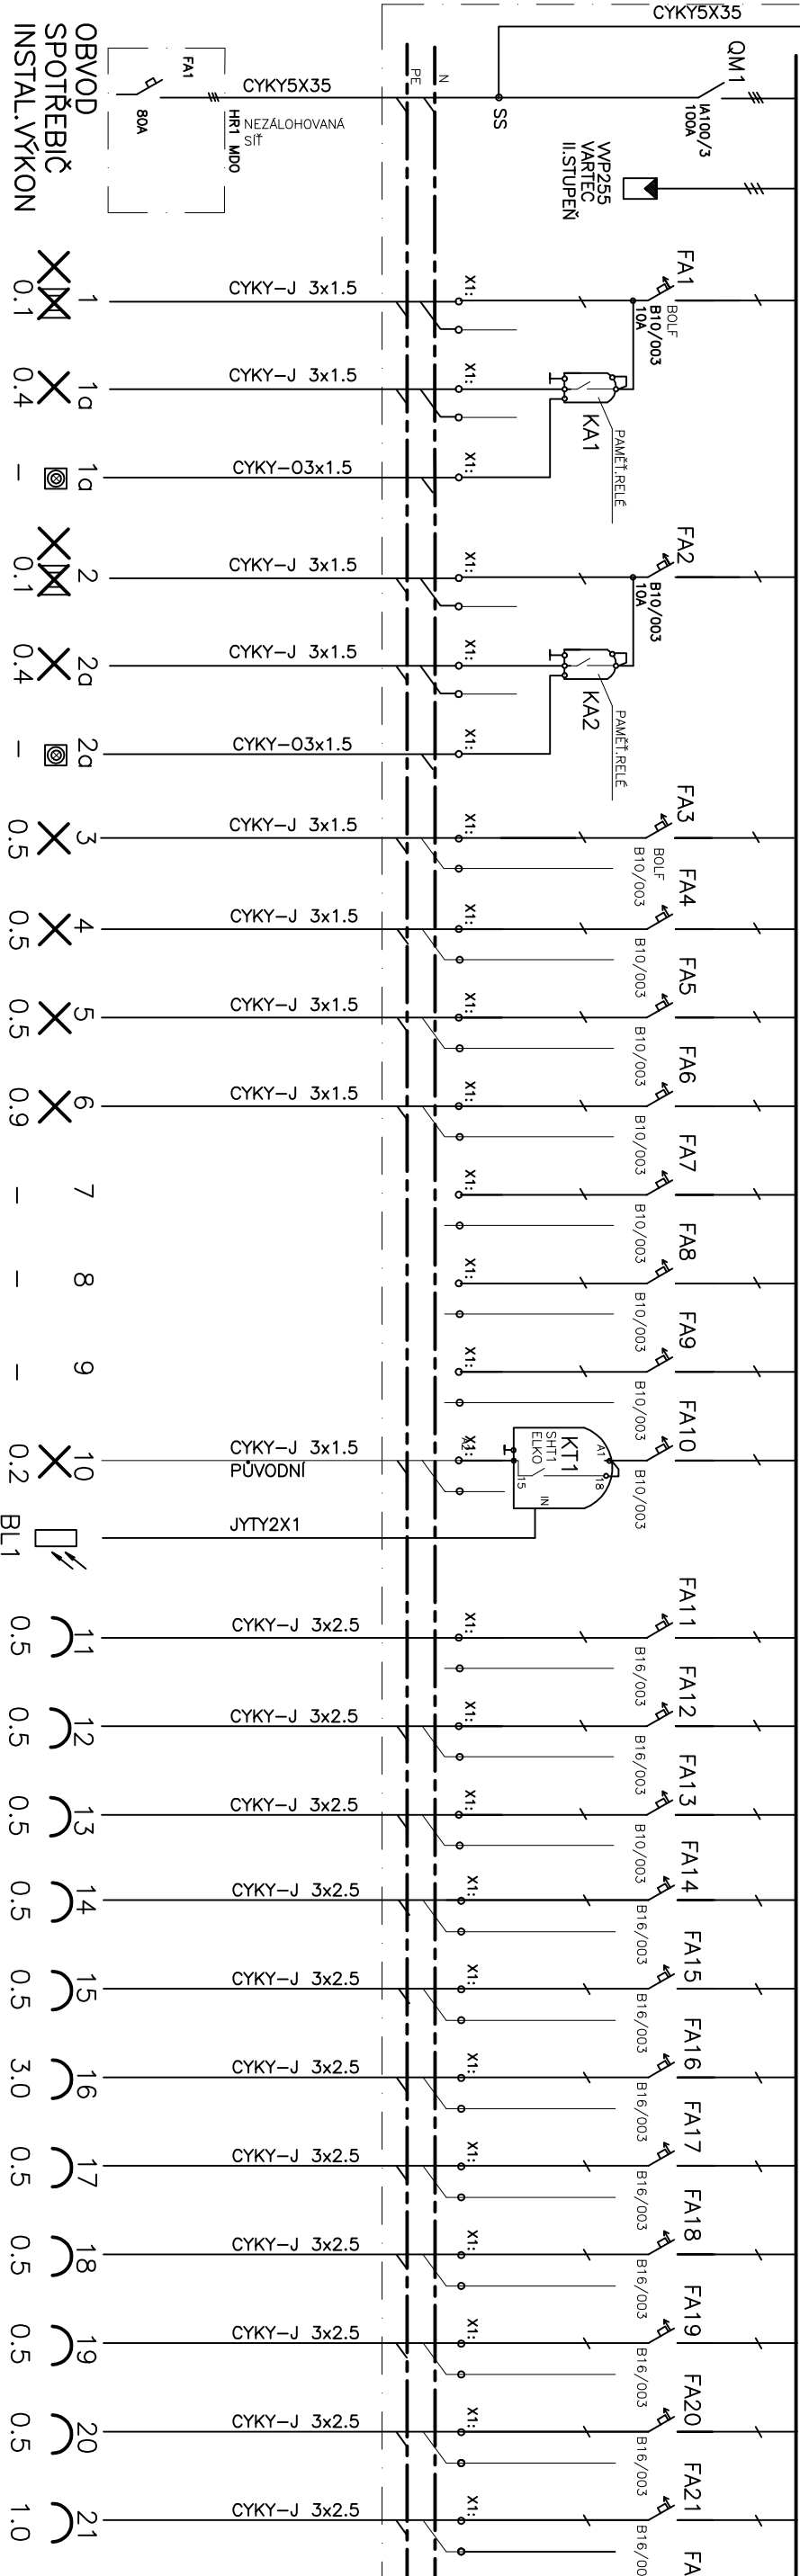 CYKY5X35
QM1
IA100/3
100A
VVP255
VARTEC
II.STUPEŇ
SS
N
PE
CYKY5X35
NEZÁLOHOVANÁ
SÍŤ
HR1 MDO
FA1
80A
OBVOD
SPOTŘEBIČ
INSTAL.VÝKON
FA1
BOLF
B10/003
10A
X1:
CYKY-J 3x1.5
1
0.1
KA1
PAMĚŤ.RELÉ
X1:
CYKY-J 3x1.5
1a
0.4
X1:
CYKY-O3x1.5
1a
-
FA2
B10/003
10A
X1:
CYKY-J 3x1.5
2
0.1
KA2
PAMĚŤ.RELÉ
X1:
CYKY-J 3x1.5
2a
0.4
X1:
CYKY-O3x1.5
2a
-
FA3
BOLF
B10/003
X1:
CYKY-J 3x1.5
3
0.5
FA4
B10/003
X1:
CYKY-J 3x1.5
4
0.5
FA5
B10/003
X1:
CYKY-J 3x1.5
5
0.5
FA6
B10/003
X1:
CYKY-J 3x1.5
6
0.9
FA7
B10/003
X1:
7
-
FA8
B10/003
X1:
8
-
FA9
B10/003
X1:
9
-
FA10
B10/003
KT1
SHT1
ELKO
A1
18
15
IN
A2
X1:
CYKY-J 3x1.5
PŮVODNÍ
10
0.2
JYTY2X1
BL1
FA11
B16/003
X1:
CYKY-J 3x2.5
11
0.5
FA12
B16/003
X1:
CYKY-J 3x2.5
12
0.5
FA13
B10/003
X1:
CYKY-J 3x2.5
13
0.5
FA14
B16/003
X1:
CYKY-J 3x2.5
14
0.5
FA15
B16/003
X1:
CYKY-J 3x2.5
15
0.5
FA16
B16/003
X1:
CYKY-J 3x2.5
16
3.0
FA17
B16/003
X1:
CYKY-J 3x2.5
17
0.5
FA18
B16/003
X1:
CYKY-J 3x2.5
18
0.5
FA19
B16/003
X1:
CYKY-J 3x2.5
19
0.5
FA20
B16/003
X1:
CYKY-J 3x2.5
20
0.5
FA21
B16/00
X1:
CYKY-J 3x2.5
21
1.0
FA